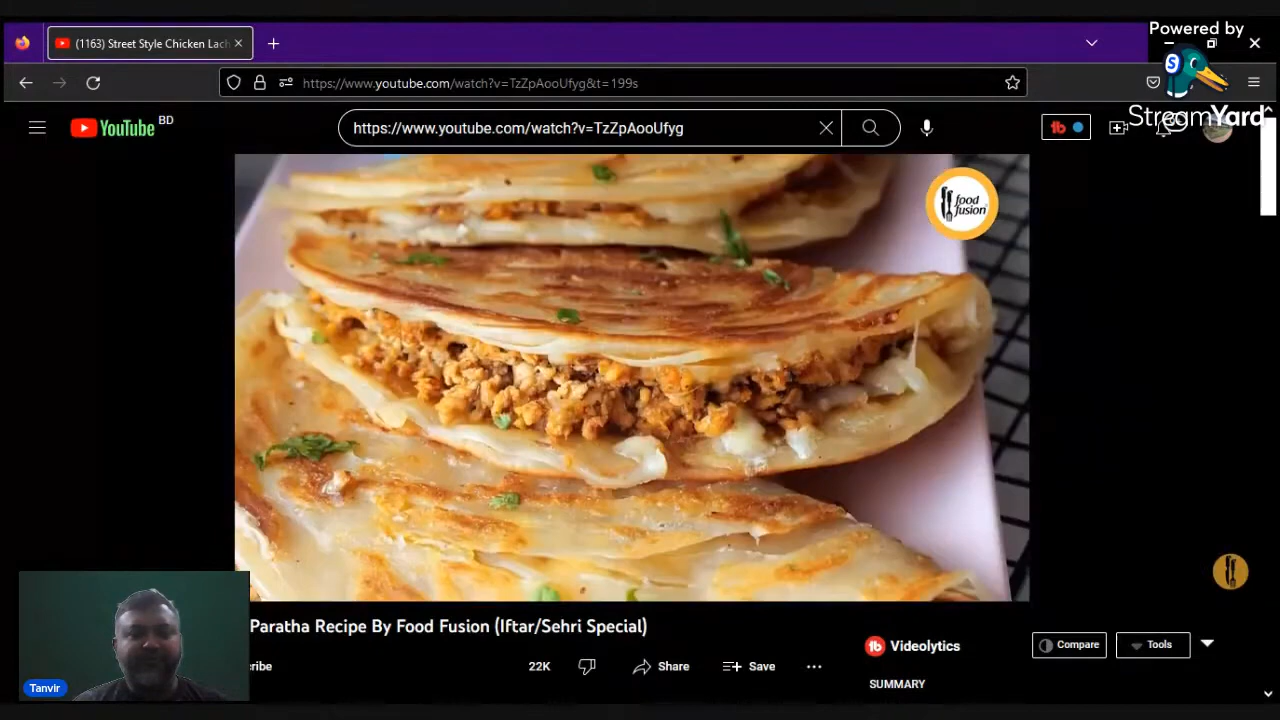 Powered by
(1163) Street Style Chicken Lach
StreamYard
https://www.youtube.com/watch?v=TzZpAooUfyg&t=199s
YouTube BD
https://www.youtube.com/watch?v=TzZpAooUfyg
food
fusion
Paratha Recipe By Food Fusion (Iftar/Sehri Special)
ribe
22K
Share
Save
Videolytics
Compare
Tools
SUMMARY
Tanvir